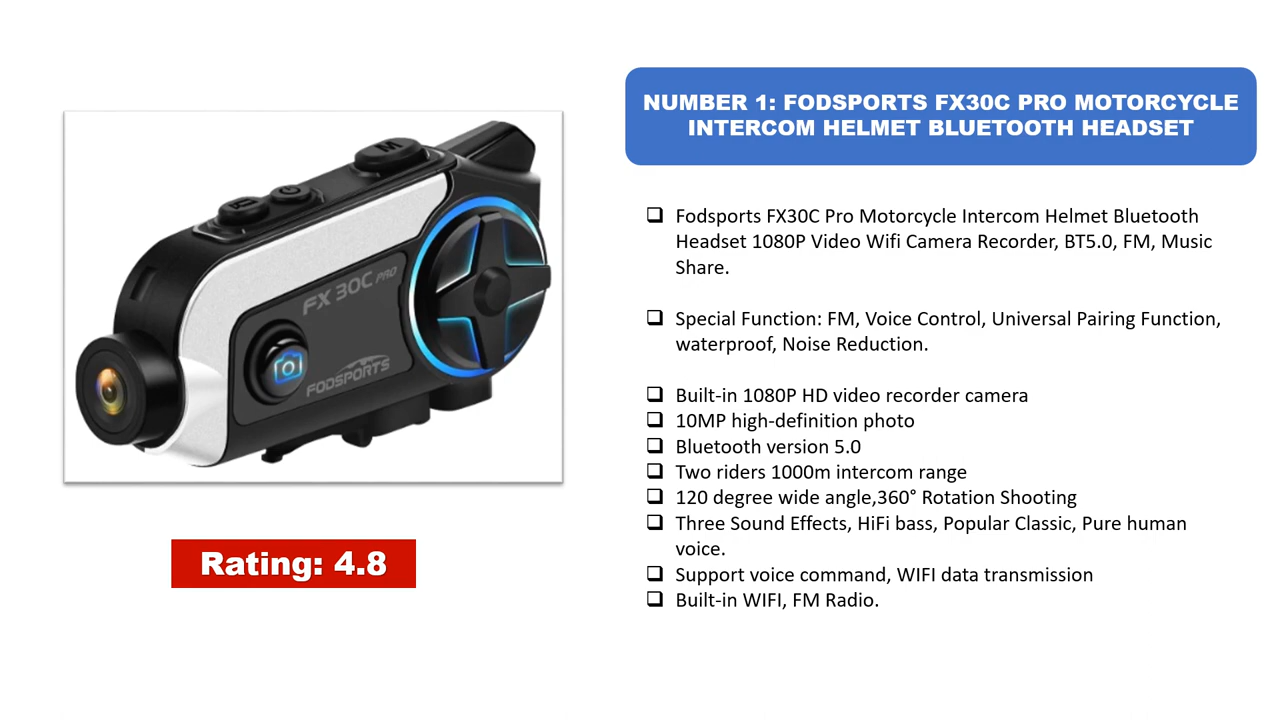 NUMBER 1: FODSPORTS FX30C PRO MOTORCYCLE
INTERCOM HELMET BLUETOOTH HEADSET
M
FX 30C PRO
FODSPORTS
Rating: 4.8
Fodsports FX30C Pro Motorcycle Intercom Helmet Bluetooth
Headset 1080P Video Wifi Camera Recorder, BT5.0, FM, Music
Share.
Special Function: FM, Voice Control, Universal Pairing Function,
waterproof, Noise Reduction.
Built-in 1080P HD video recorder camera
10MP high-definition photo
Bluetooth version 5.0
Two riders 1000m intercom range
120 degree wide angle,360° Rotation Shooting
Three Sound Effects, HiFi bass, Popular Classic, Pure human
voice.
Support voice command, WIFI data transmission
Built-in WIFI, FM Radio.